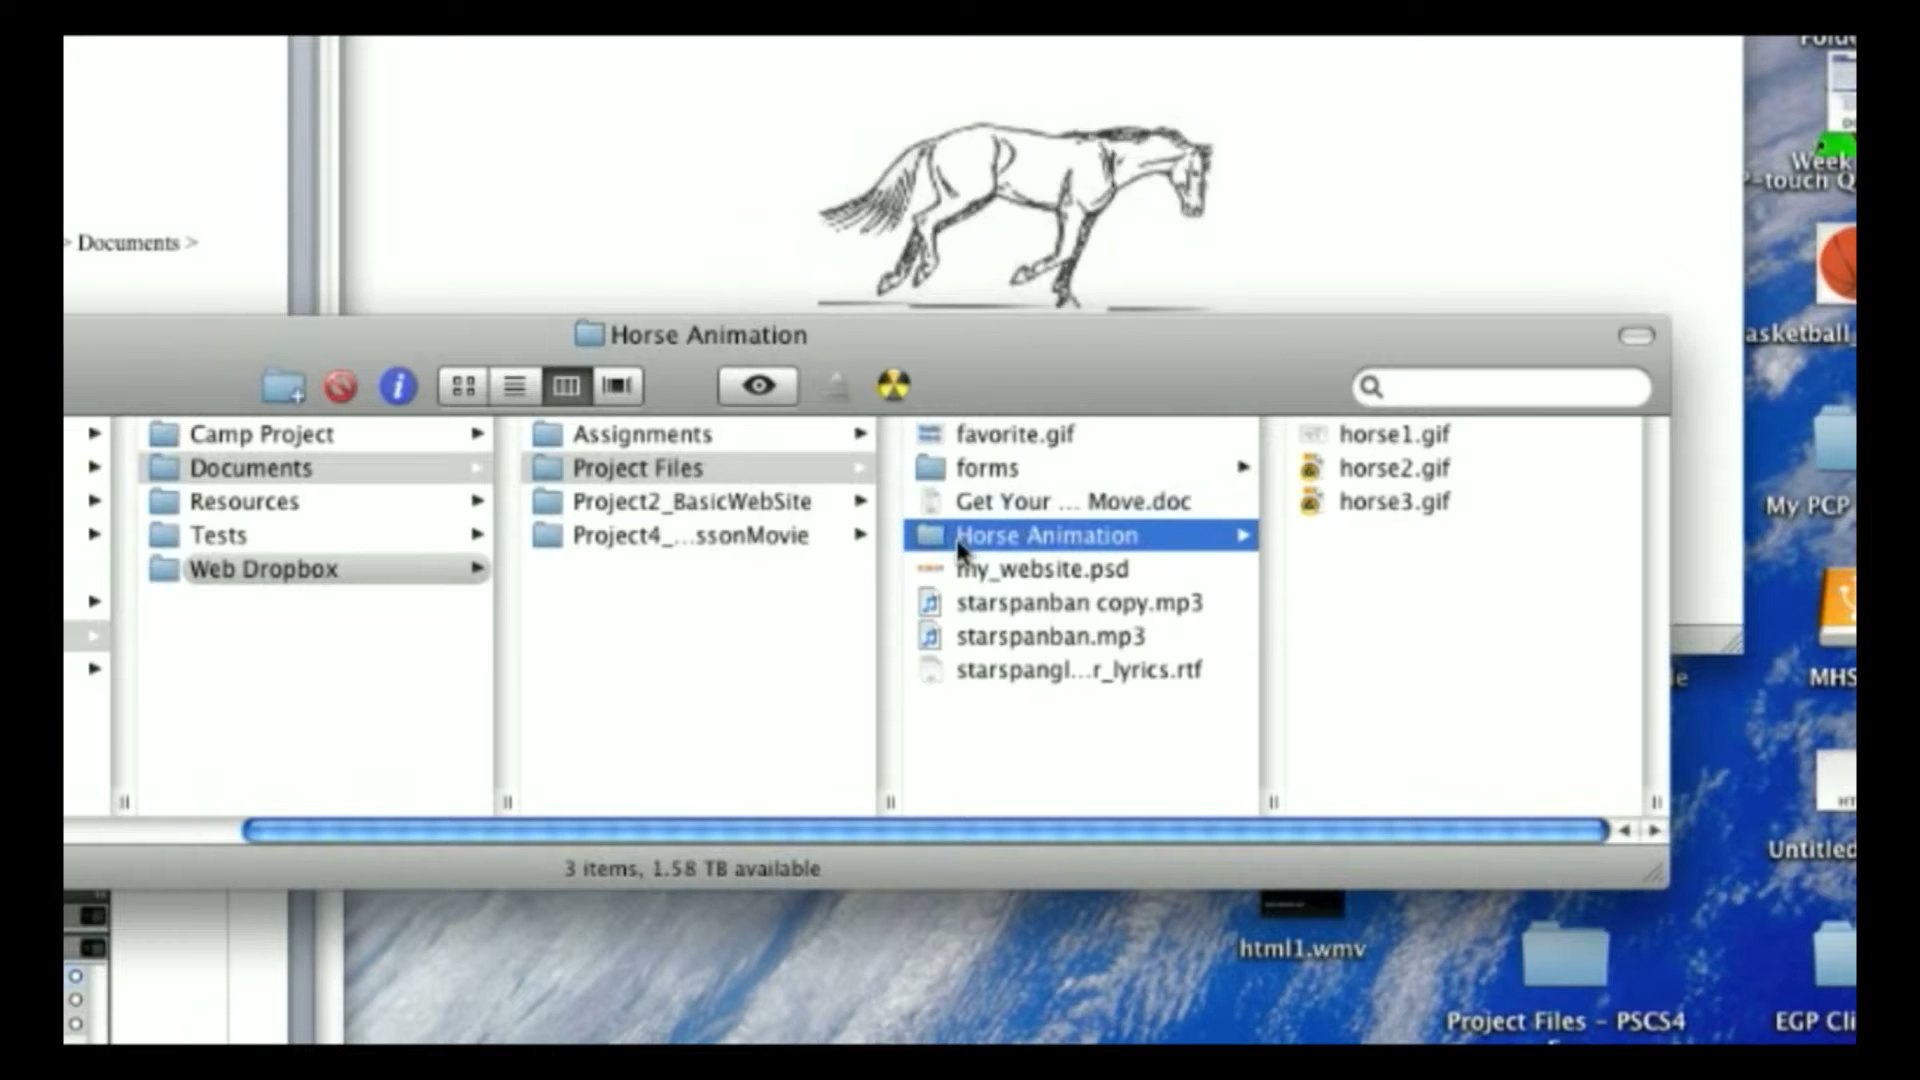 > Documents >
Horse Animation
Camp Project
Documents
Resources
Tests
Web Dropbox
Assignments
Project Files
Project2_BasicWebSite
Project4_...ssonMovie
favorite.gif
forms
Get Your ... Move.doc
Horse Animation
my_website.psd
starspanban copy.mp3
starspanban.mp3
starspangl...r_lyrics.rtf
horse1.gif
horse2.gif
horse3.gif
3 items, 1.58 TB available
Week
P-touch Q
asketball_
My PCP
MHS
Untitled
html1.wmv
Project Files - PSCS4
EGP Cli